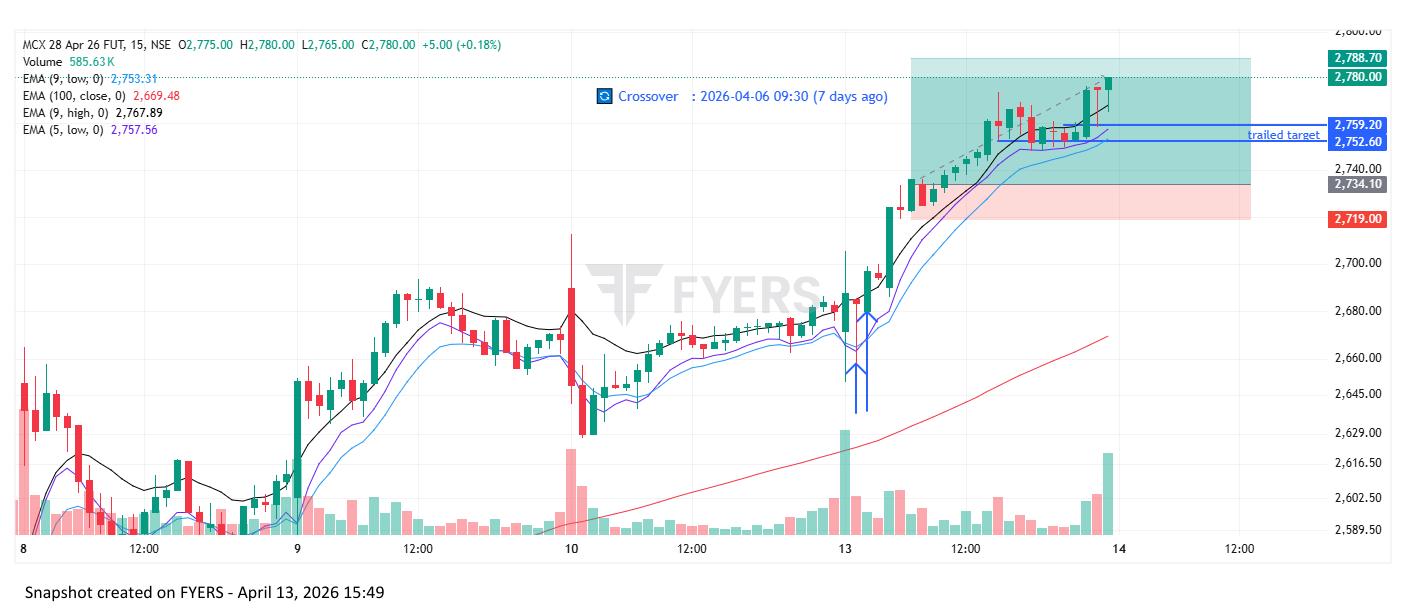 MCX 28 Apr 26 FUT, 15, NSE O2,775.00 H2,780.00 L2,765.00 C2,780.00 +5.00 (+0.18%)
Volume 585.63K
EMA (9, low, 0) 2,753.31
EMA (100, close, 0) 2,669.48
EMA (9, high, 0) 2,767.89
EMA (5, low, 0) 2,757.56
Crossover : 2026-04-06 09:30 (7 days ago)
trailed target
FYERS
2,800.00
2,788.70
2,780.00
2,759.20
2,752.60
2,740.00
2,734.10
2,719.00
2,700.00
2,680.00
2,660.00
2,645.00
2,629.00
2,616.50
2,602.50
2,589.50
8 12:00 9 12:00 10 12:00 13 12:00 14 12:00
Snapshot created on FYERS - April 13, 2026 15:49